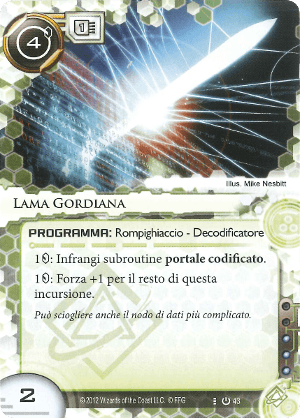 4
1
Illus. Mike Nesbitt
LAMA GORDIANA
PROGRAMMA: Rompighiaccio - Decodificatore
1: Infrangi subroutine portale codificato.
1: Forza +1 per il resto di questa
incursione.
Può sciogliere anche il nodo di dati più complicato.
2
© 2012 Wizards of the Coast LLC. © FFG
43